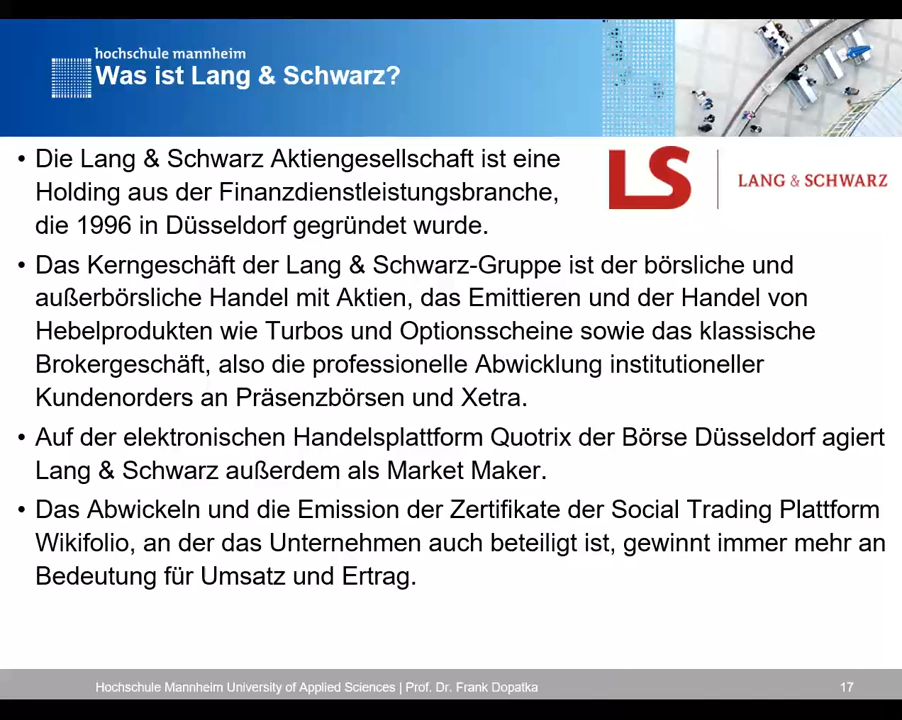 hochschule mannheim
Was ist Lang & Schwarz?
• Die Lang & Schwarz Aktiengesellschaft ist eine
Holding aus der Finanzdienstleistungsbranche,
die 1996 in Düsseldorf gegründet wurde.
LS
LANG & SCHWARZ
• Das Kerngeschäft der Lang & Schwarz-Gruppe ist der börsliche und
außerbörsliche Handel mit Aktien, das Emittieren und der Handel von
Hebelprodukten wie Turbos und Optionsscheine sowie das klassische
Brokergeschäft, also die professionelle Abwicklung institutioneller
Kundenorders an Präsenzbörsen und Xetra.
• Auf der elektronischen Handelsplattform Quotrix der Börse Düsseldorf agiert
Lang & Schwarz außerdem als Market Maker.
• Das Abwickeln und die Emission der Zertifikate der Social Trading Plattform
Wikifolio, an der das Unternehmen auch beteiligt ist, gewinnt immer mehr an
Bedeutung für Umsatz und Ertrag.
Hochschule Mannheim University of Applied Sciences | Prof. Dr. Frank Dopatka
17